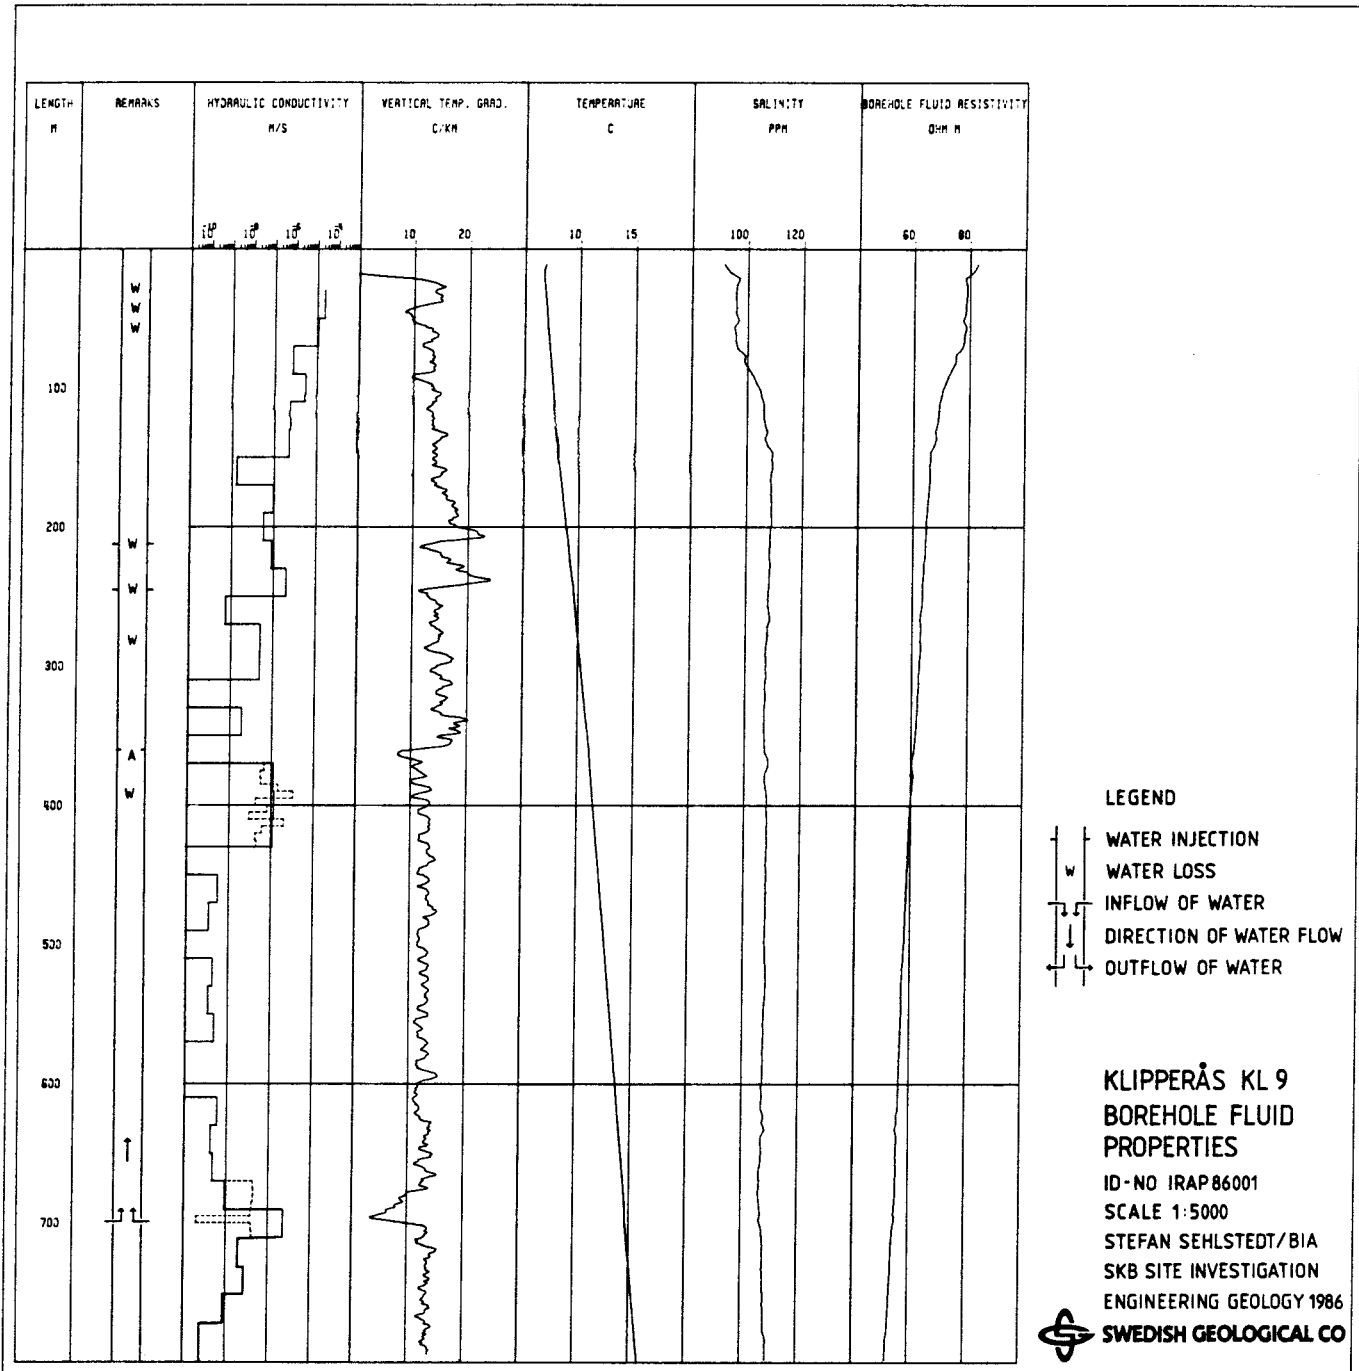 LENGTH REMARKS HYDRAULIC CONDUCTIVITY VERTICAL TEMP. GRAD. TEMPERATURE SALINITY BOREHOLE FLUID RESISTIVITY
M M/S C/KM C PPM OHM M
10 20 10 15 100 120 60 80
W
W
W
100
200
W
W
W
300
A
W
400
500
600
700
LEGEND
WATER INJECTION
W WATER LOSS
INFLOW OF WATER
DIRECTION OF WATER FLOW
OUTFLOW OF WATER
KLIPPERÅS KL 9
BOREHOLE FLUID
PROPERTIES
ID-NO IRAP86001
SCALE 1:5000
STEFAN SEHLSTEDT/BIA
SKB SITE INVESTIGATION
ENGINEERING GEOLOGY 1986
SWEDISH GEOLOGICAL CO